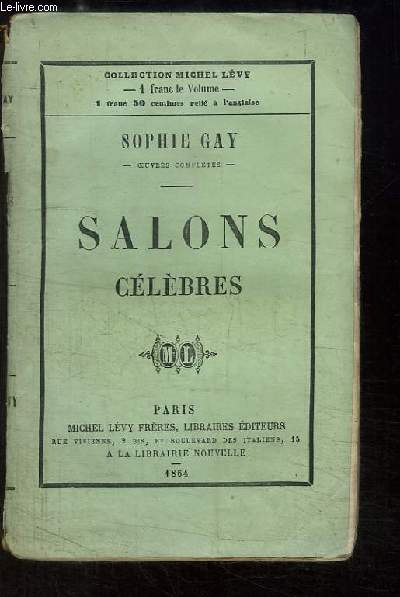 Le-livre.com
COLLECTION MICHEL LÉVY
— 1 franc le Volume —
1 franc 50 centimes relié à l'anglaise
SOPHIE GAY
— ŒUVRES COMPLÈTES —
SALONS
CÉLÈBRES
ML
PARIS
MICHEL LÉVY FRÈRES, LIBRAIRES ÉDITEURS
RUE VIVIENNE, 2 BIS, ET BOULEVARD DES ITALIENS, 15
A LA LIBRAIRIE NOUVELLE
1864